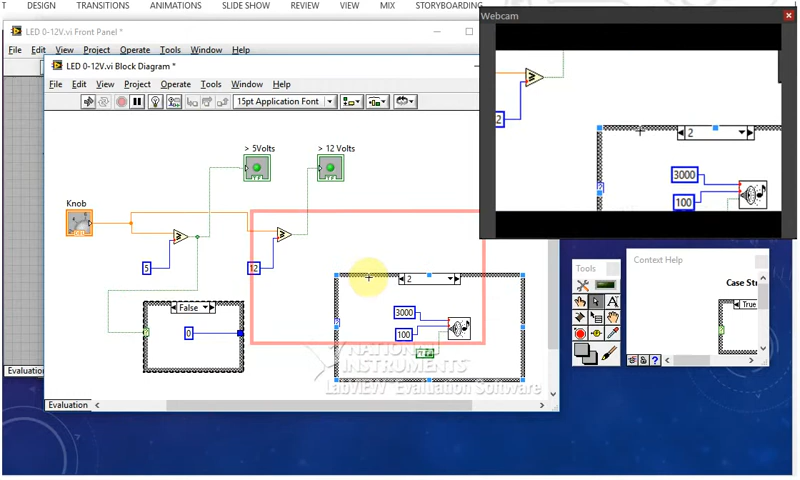 T DESIGN TRANSITIONS ANIMATIONS SLIDE SHOW REVIEW VIEW MIX STORYBOARDING
LED 0-12V.vi Front Panel *
File Edit View Project Operate Tools Window Help
LED 0-12V.vi Block Diagram *
File Edit View Project Operate Tools Window Help
15pt Application Font
> 5Volts
> 12 Volts
Knob
5
12
False
0
2
3000
100
NATIONAL
INSTRUMENTS
LabVIEW Evaluation Software
Evaluation
Evaluation
Webcam
2
2
3000
100
Tools
Context Help
Case Str
True